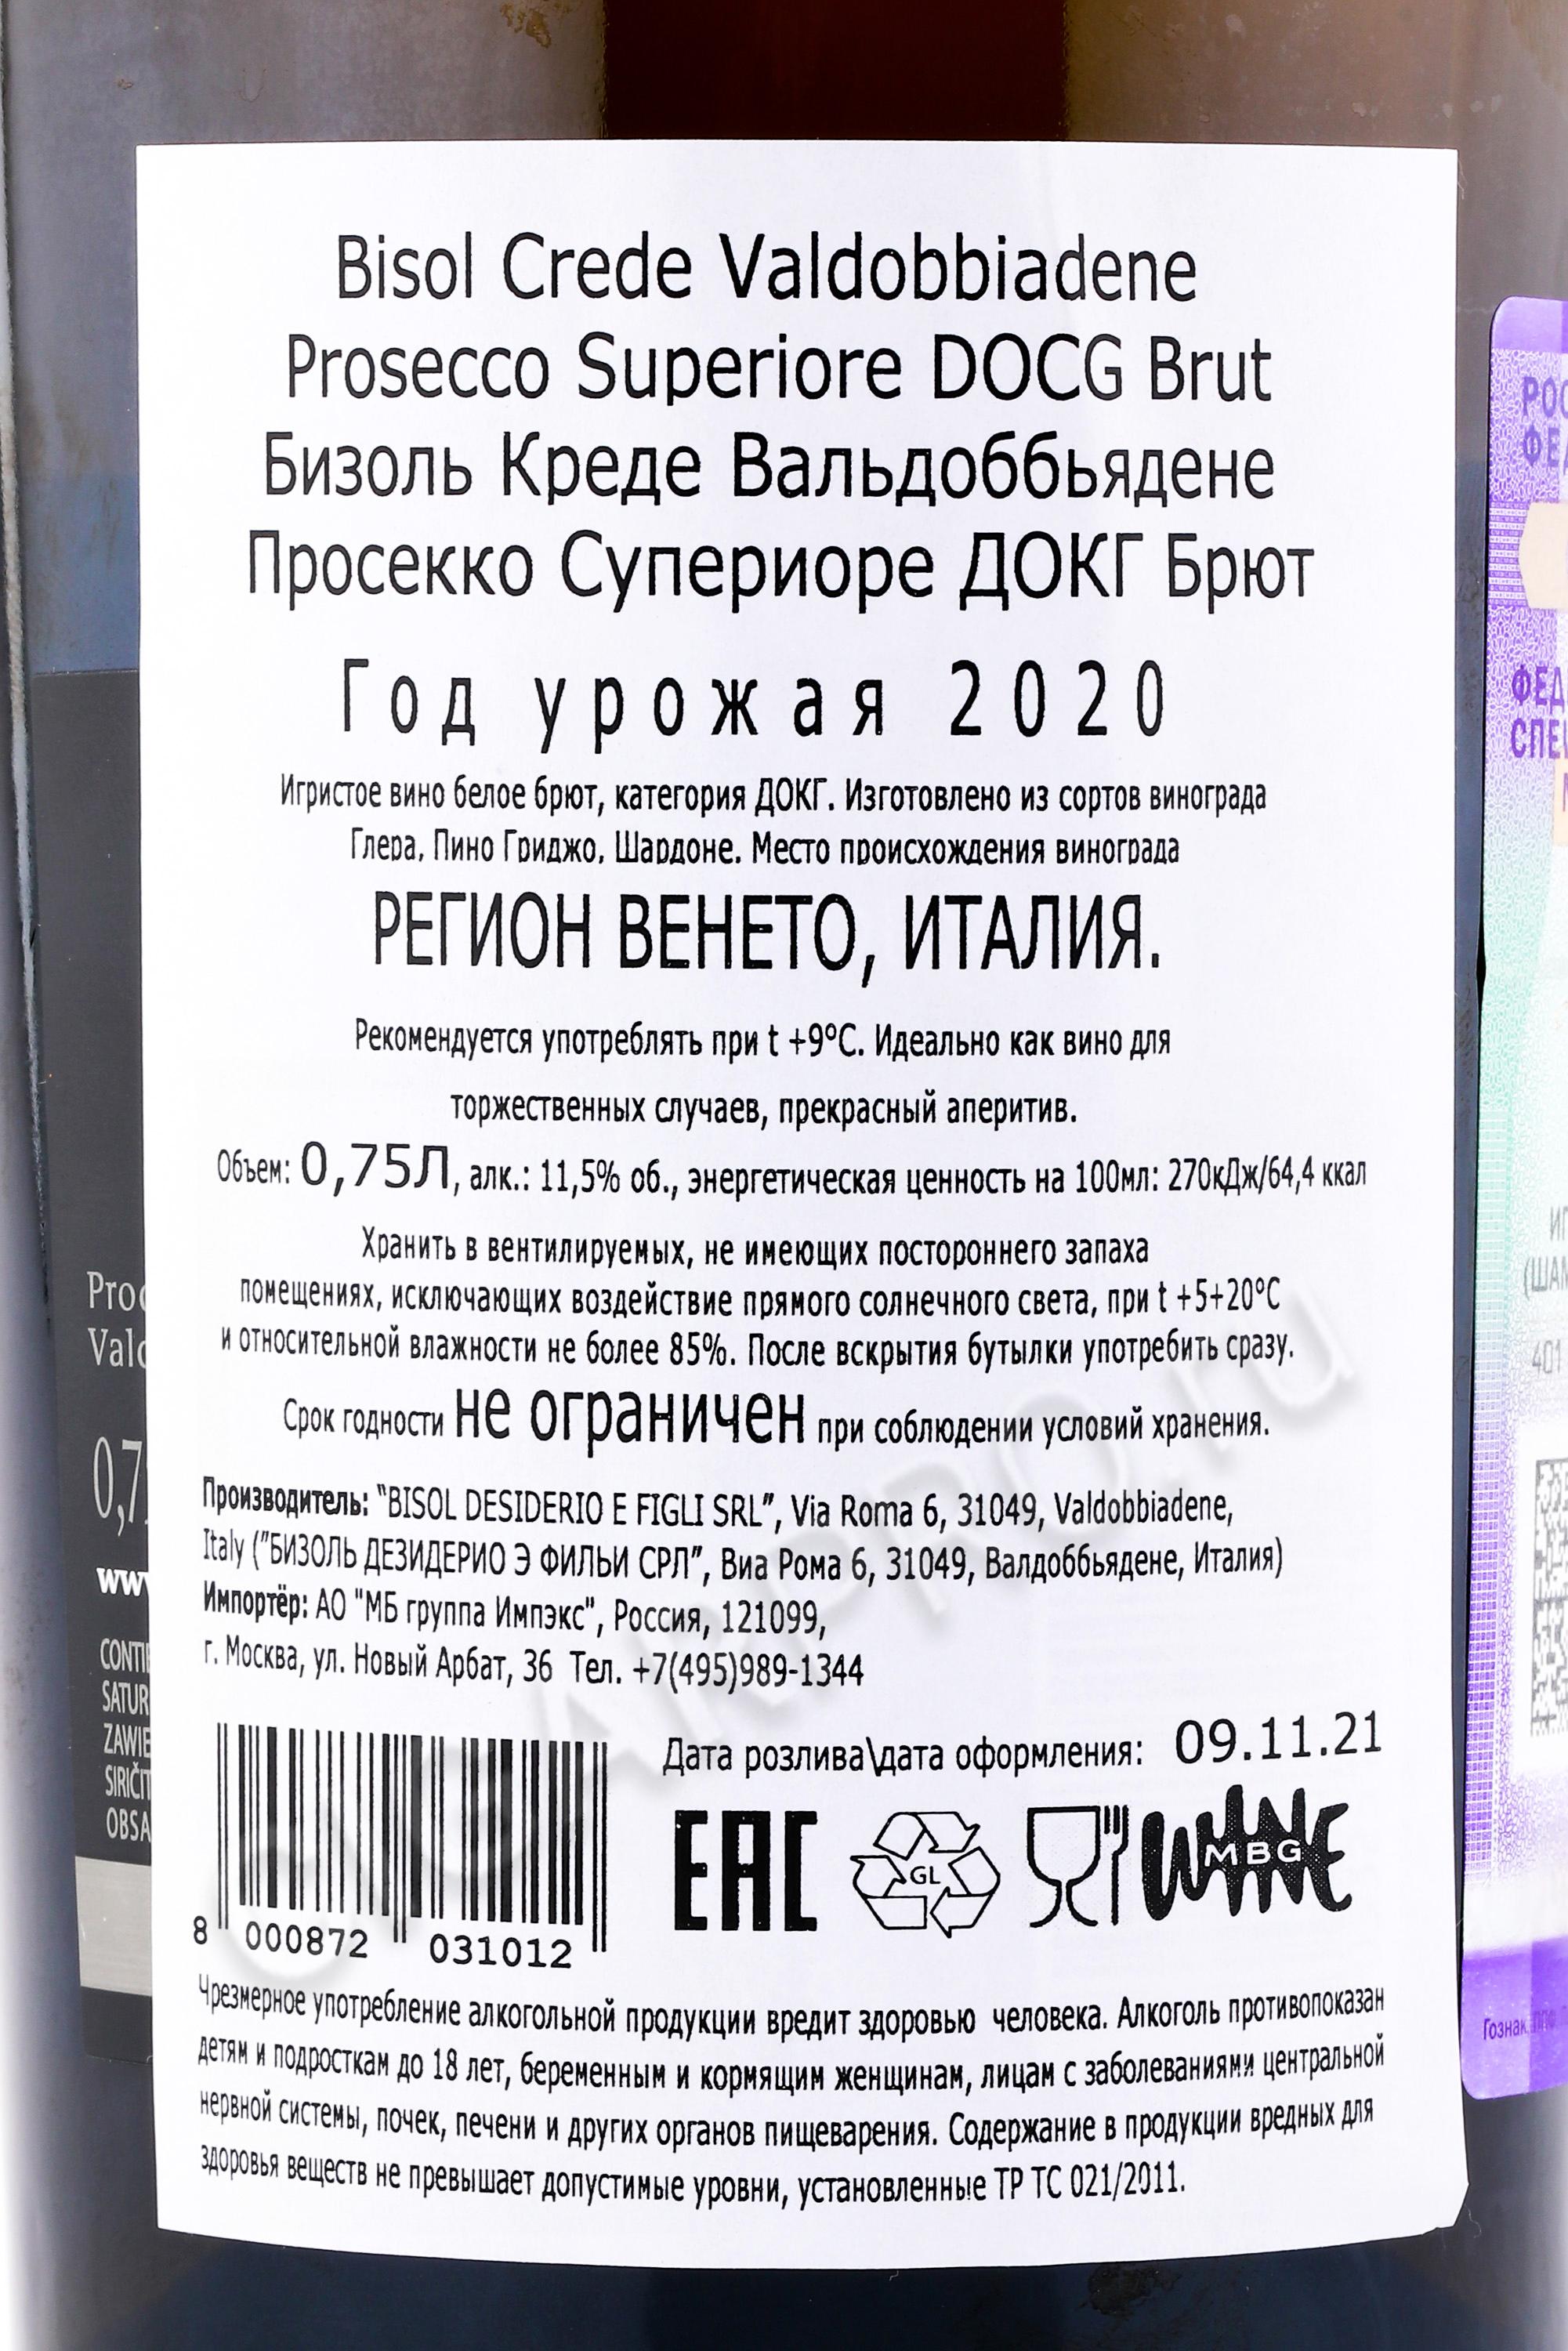 Bisol Crede Valdobbiadene
Prosecco Superiore DOCG Brut
Бизоль Креде Вальдоббьядене
Просекко Супериоре ДОКГ Брют
Год урожая 2020
Игристое вино белое брют, категория ДОКГ. Изготовлено из сортов винограда
Глера, Пино Гриджо, Шардоне. Место происхождения винограда
РЕГИОН ВЕНЕТО, ИТАЛИЯ.
Рекомендуется употреблять при t +9°C. Идеально как вино для
торжественных случаев, прекрасный аперитив.
Объем: 0,75Л, алк.: 11,5% об., энергетическая ценность на 100мл: 270кДж/64,4 ккал
Хранить в вентилируемых, не имеющих постороннего запаха
помещениях, исключающих воздействие прямого солнечного света, при t +5+20°C
и относительной влажности не более 85%. После вскрытия бутылки употребить сразу.
Срок годности не ограничен при соблюдении условий хранения.
Производитель: "BISOL DESIDERIO E FIGLI SRL", Via Roma 6, 31049, Valdobbiadene,
Italy ("БИЗОЛЬ ДЕЗИДЕРИО Э ФИЛЬИ СРЛ", Виа Рома 6, 31049, Валдоббьядене, Италия)
Импортёр: АО "МБ группа Импэкс", Россия, 121099,
г. Москва, ул. Новый Арбат, 36 Тел. +7(495)989-1344
Дата розлива\дата оформления: 09.11.21
EAC
GL
WINE
MBG
8 000872 031012
Чрезмерное употребление алкогольной продукции вредит здоровью человека. Алкоголь противопоказан
детям и подросткам до 18 лет, беременным и кормящим женщинам, лицам с заболеваниями центральной
нервной системы, почек, печени и других органов пищеварения. Содержание в продукции вредных для
здоровья веществ не превышает допустимые уровни, установленные ТР ТС 021/2011.
0,7
www
Гознак
401